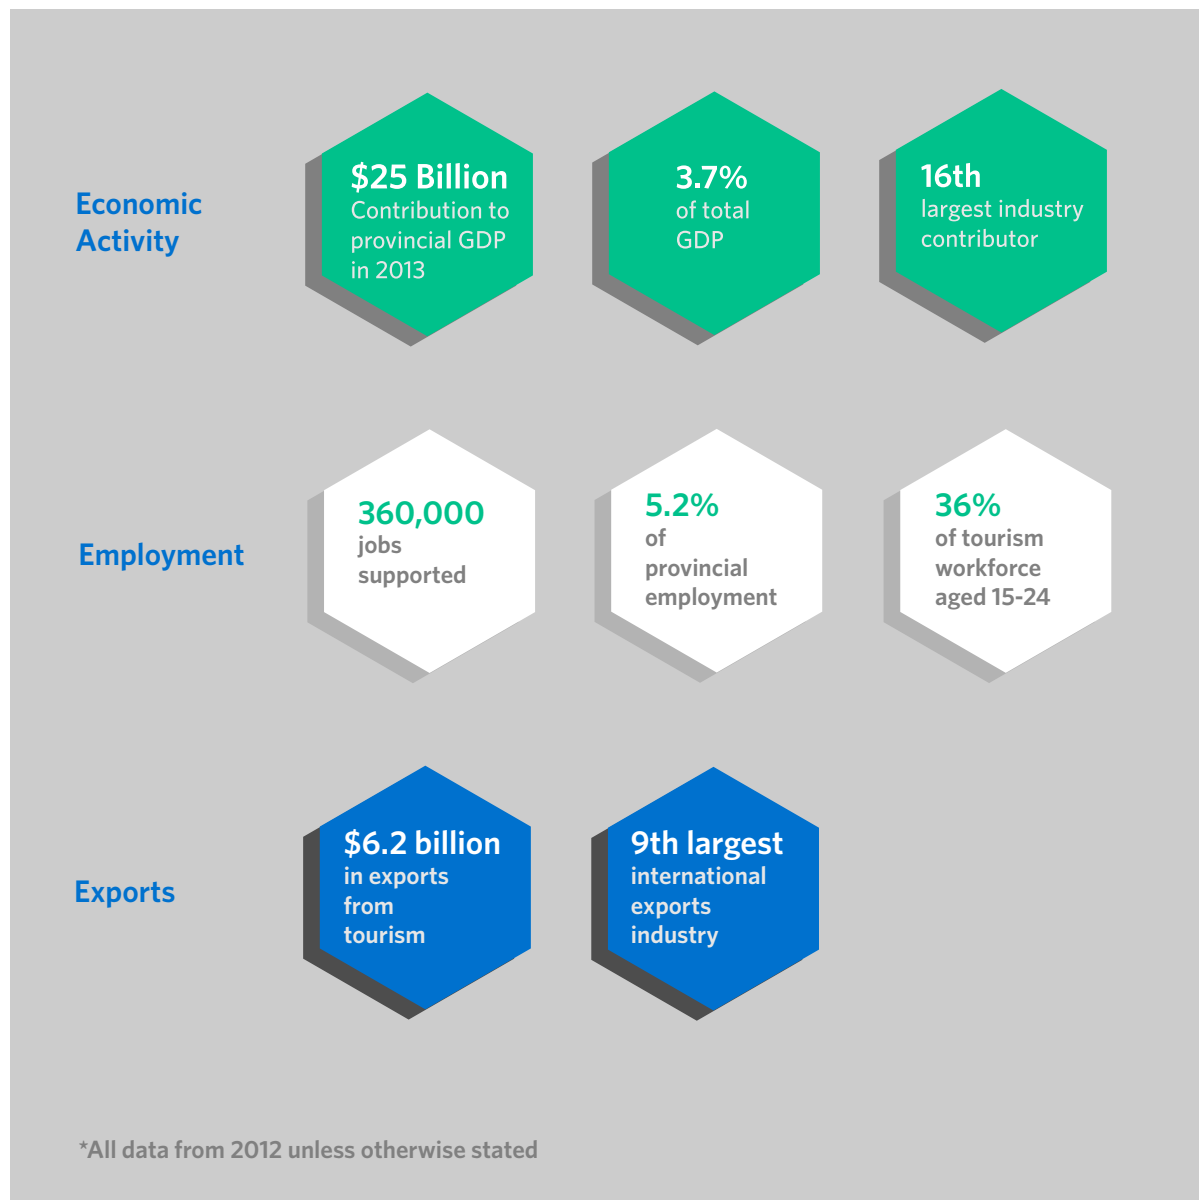 Economic
Activity
$25 Billion
Contribution to
provincial GDP
in 2013
3.7%
of total
GDP
16th
largest industry
contributor
Employment
360,000
jobs
supported
5.2%
of
provincial
employment
36%
of tourism
workforce
aged 15-24
Exports
$6.2 billion
in exports
from
tourism
9th largest
international
exports
industry
*All data from 2012 unless otherwise stated